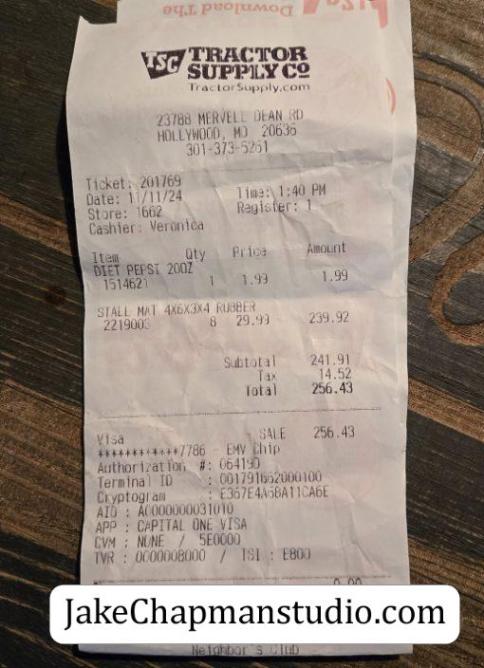 Download The
TSC TRACTOR
SUPPLY CO
TractorSupply.com
23788 MERVELL DEAN RD
HOLLYWOOD, MD 20636
301-373-5261
Ticket: 201769
Date: 11/11/24 Time: 1:40 PM
Store: 1662 Register: 1
Cashier: Veronica
Item Qty Price Amount
DIET PEPSI 20OZ
1514621 1 1.99 1.99
STALL MAT 4X6X3X4 RUBBER
2219003 8 29.99 239.92
Subtotal 241.91
Tax 14.52
Total 256.43
Visa SALE 256.43
************7786 - EMV Chip
Authorization #: 06419D
Terminal ID : 001791662000100
Cryptogram : E367E4A58A11CA6E
AID : A0000000031010
APP : CAPITAL ONE VISA
CVM : NONE / 5E0000
TVR : 0000008000 / TSI : E800
0.00
JakeChapmanstudio.com
Neighbor's Club